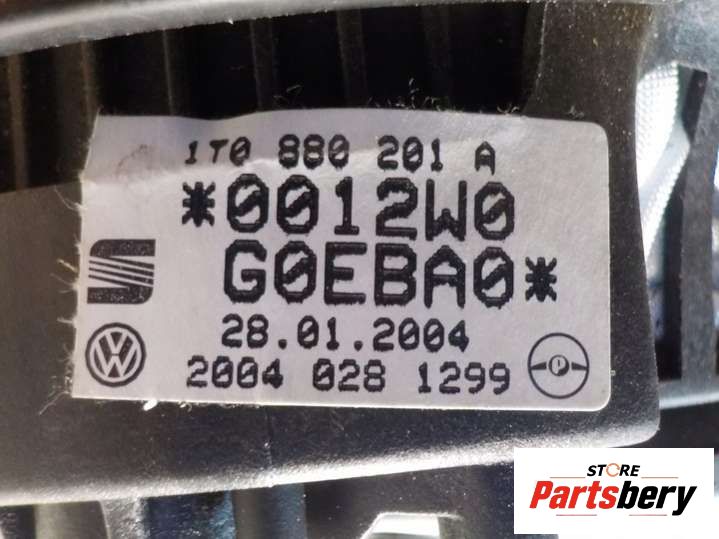 1T0 880 201 A
*0012W0
G0EBA0*
28.01.2004
2004 028 1299
P
STORE
Partsbery